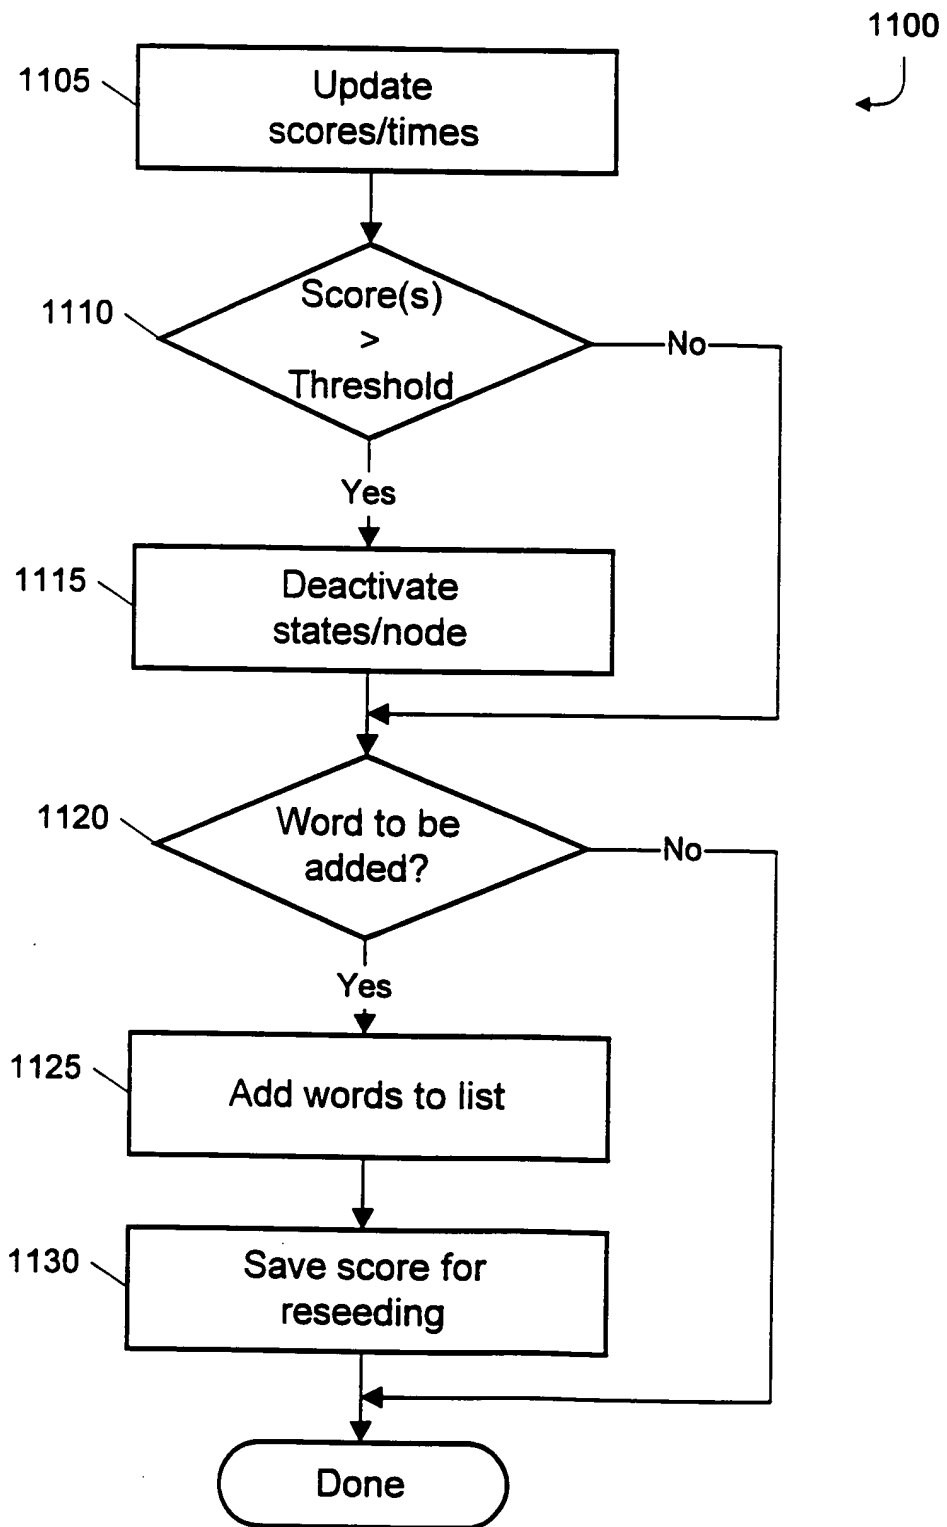 1100
1105
Update
scores/times
1110
Score(s)
>
Threshold
No
Yes
1115
Deactivate
states/node
1120
Word to be
added?
No
Yes
1125
Add words to list
1130
Save score for
reseeding
Done